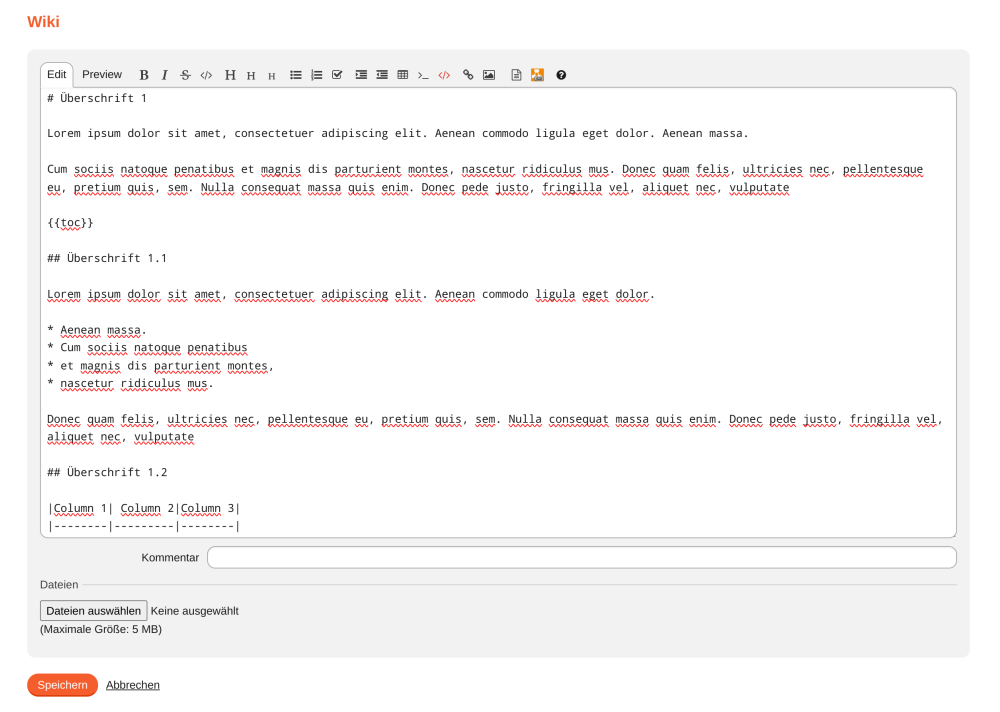 Wiki
Edit Preview B I S </> H H H </>
# Überschrift 1
Lorem ipsum dolor sit amet, consectetuer adipiscing elit. Aenean commodo ligula eget dolor. Aenean massa.
Cum sociis natoque penatibus et magnis dis parturient montes, nascetur ridiculus mus. Donec quam felis, ultricies nec, pellentesque
eu, pretium quis, sem. Nulla consequat massa quis enim. Donec pede justo, fringilla vel, aliquet nec, vulputate
{{toc}}
## Überschrift 1.1
Lorem ipsum dolor sit amet, consectetuer adipiscing elit. Aenean commodo ligula eget dolor.
* Aenean massa.
* Cum sociis natoque penatibus
* et magnis dis parturient montes,
* nascetur ridiculus mus.
Donec quam felis, ultricies nec, pellentesque eu, pretium quis, sem. Nulla consequat massa quis enim. Donec pede justo, fringilla vel,
aliquet nec, vulputate
## Überschrift 1.2
|Column 1| Column 2|Column 3|
|--------|---------|--------|
Kommentar
Dateien
Dateien auswählen Keine ausgewählt
(Maximale Größe: 5 MB)
Speichern Abbrechen